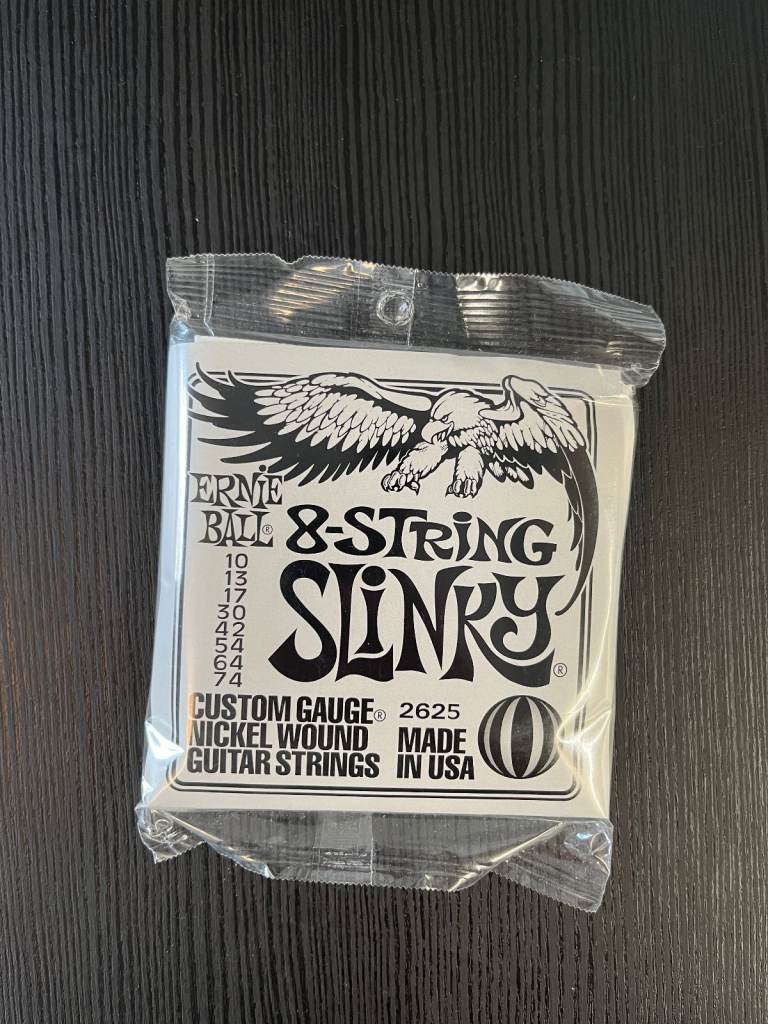 ERNiE
BALL®
8-STRiNG
SLiNKY®
10
13
17
30
42
54
64
74
CUSTOM GAUGE® 2625
NICKEL WOUND
GUITAR STRINGS
MADE
IN USA